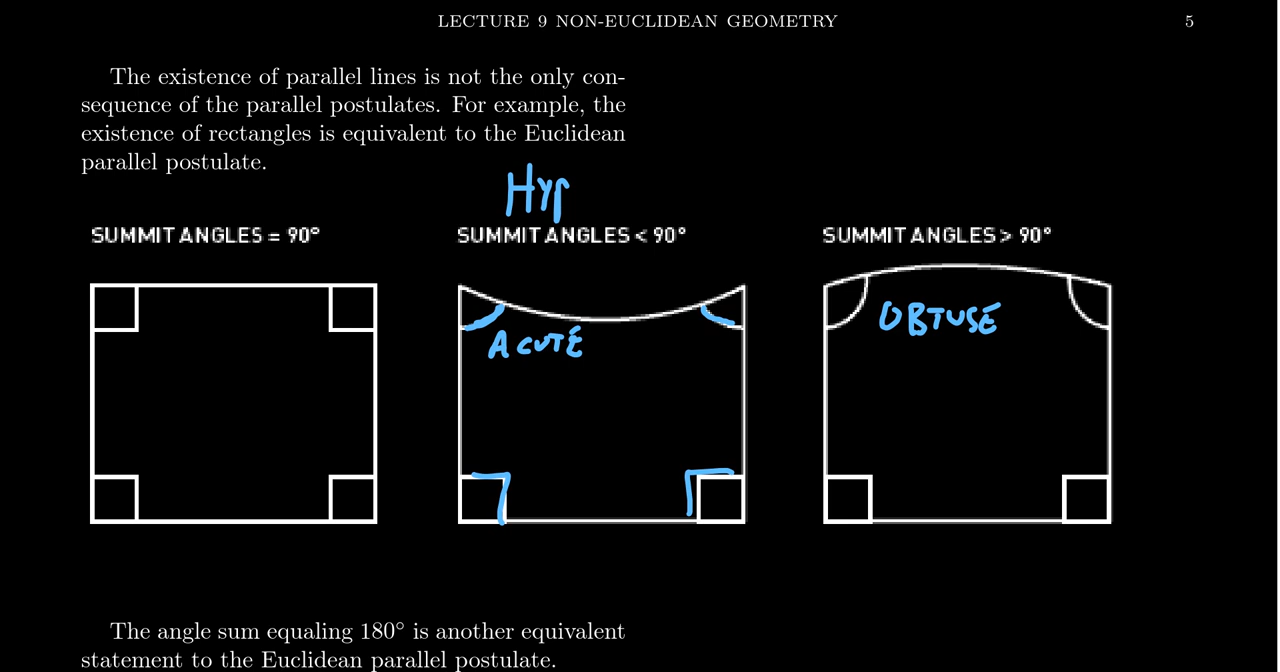 LECTURE 9 NON-EUCLIDEAN GEOMETRY 5
The existence of parallel lines is not the only con-
sequence of the parallel postulates. For example, the
existence of rectangles is equivalent to the Euclidean
parallel postulate.
Hyp
SUMMIT ANGLES = 90° SUMMIT ANGLES < 90° SUMMIT ANGLES > 90°
OBTUSE
ACUTE
The angle sum equaling 180° is another equivalent
statement to the Euclidean parallel postulate.